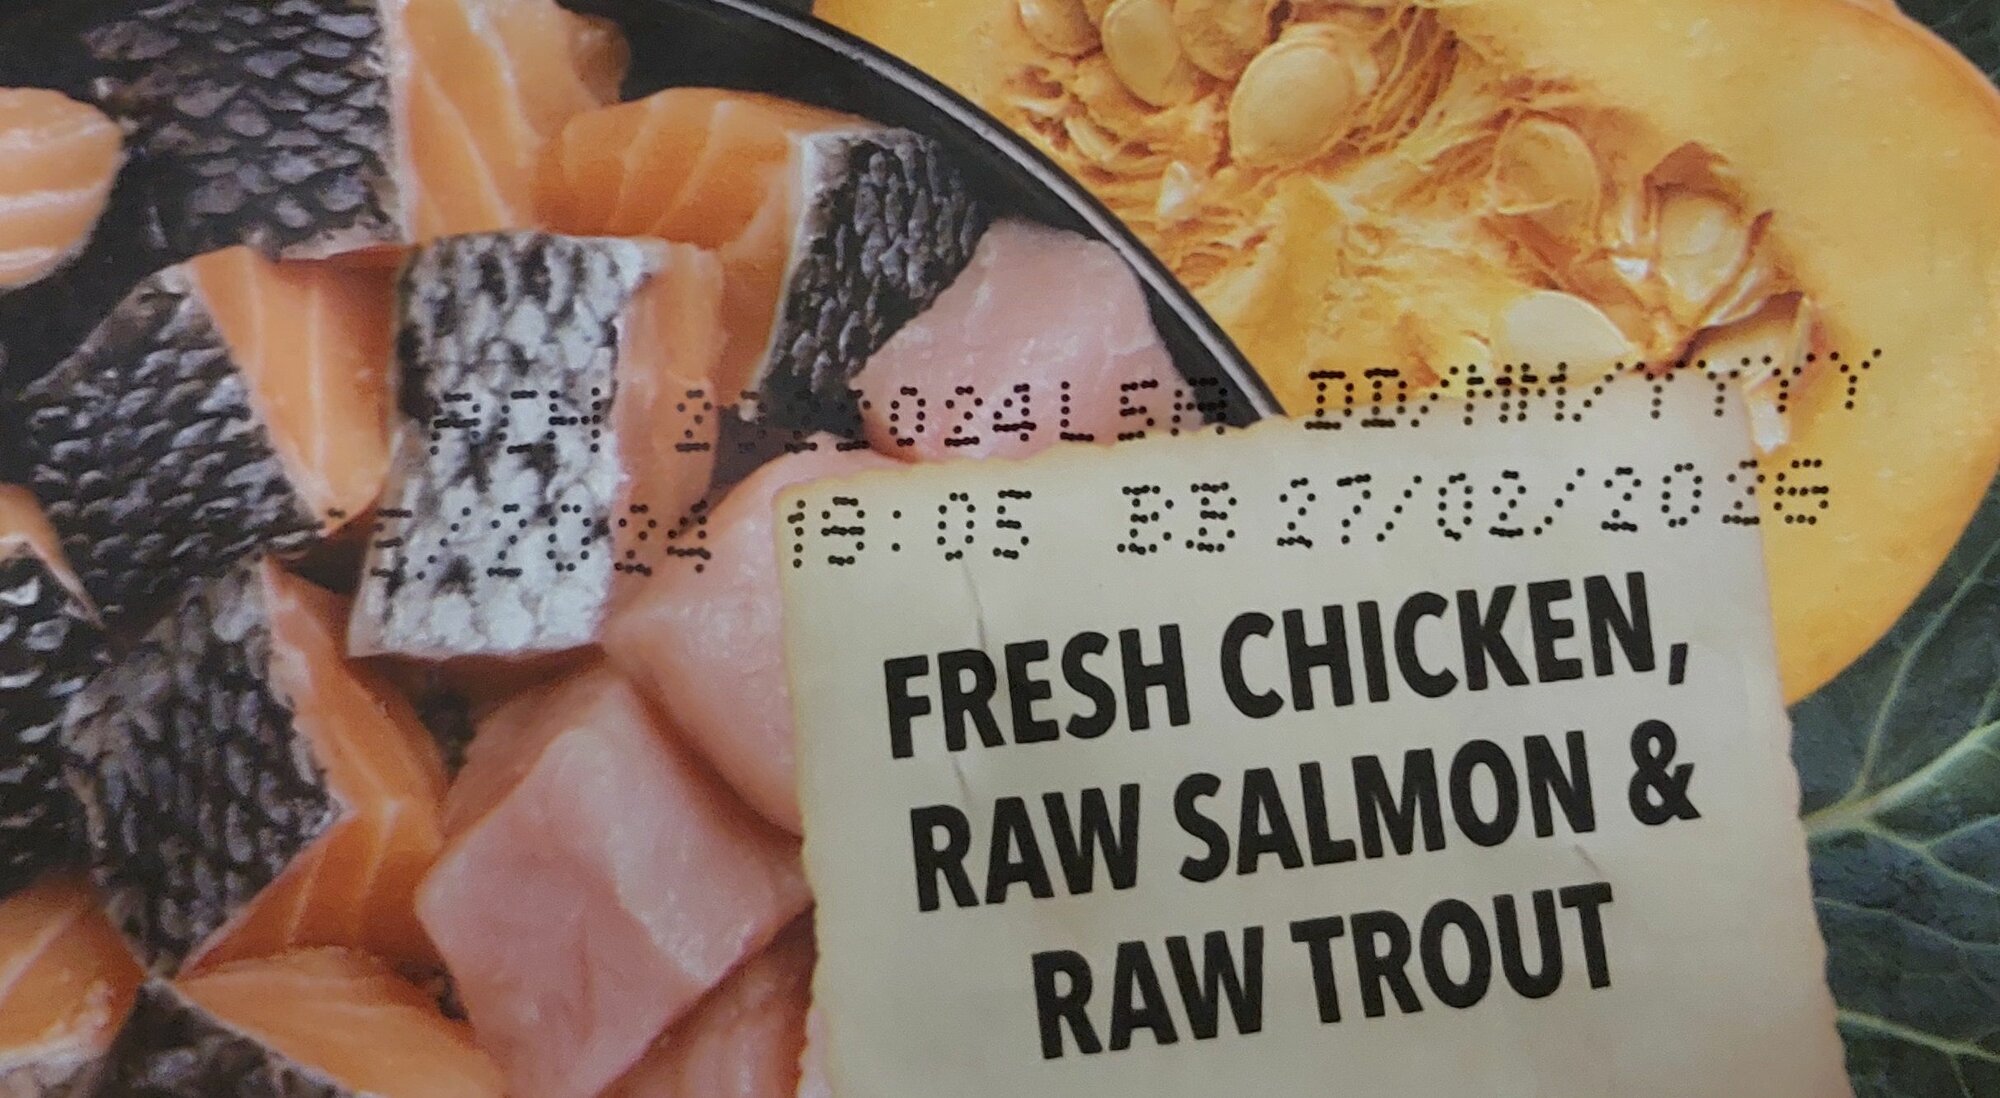 DD/MM/YYYY
19:05 BB 27/02/2026
FRESH CHICKEN,
RAW SALMON &
RAW TROUT